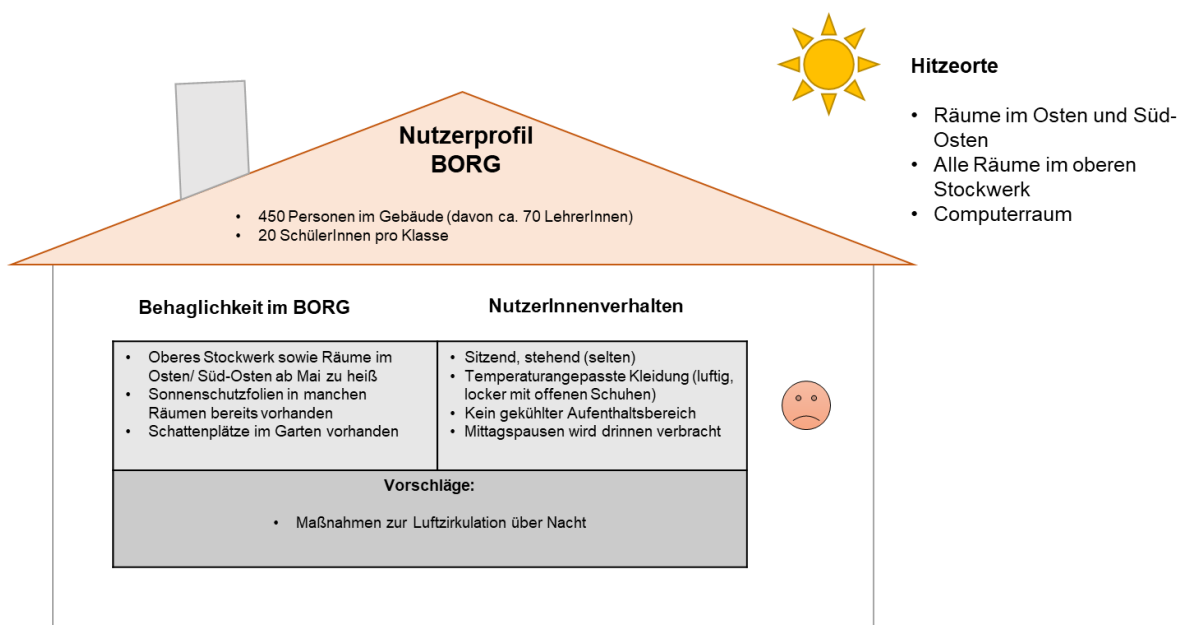 Nutzerprofil
BORG
• 450 Personen im Gebäude (davon ca. 70 LehrerInnen)
• 20 SchülerInnen pro Klasse
Hitzeorte
• Räume im Osten und Süd-
Osten
• Alle Räume im oberen
Stockwerk
• Computerraum
Behaglichkeit im BORG
• Oberes Stockwerk sowie Räume im
Osten/ Süd-Osten ab Mai zu heiß
• Sonnenschutzfolien in manchen
Räumen bereits vorhanden
• Schattenplätze im Garten vorhanden
NutzerInnenverhalten
• Sitzend, stehend (selten)
• Temperaturangepasste Kleidung (luftig,
locker mit offenen Schuhen)
• Kein gekühlter Aufenthaltsbereich
• Mittagspausen wird drinnen verbracht
Vorschläge:
• Maßnahmen zur Luftzirkulation über Nacht